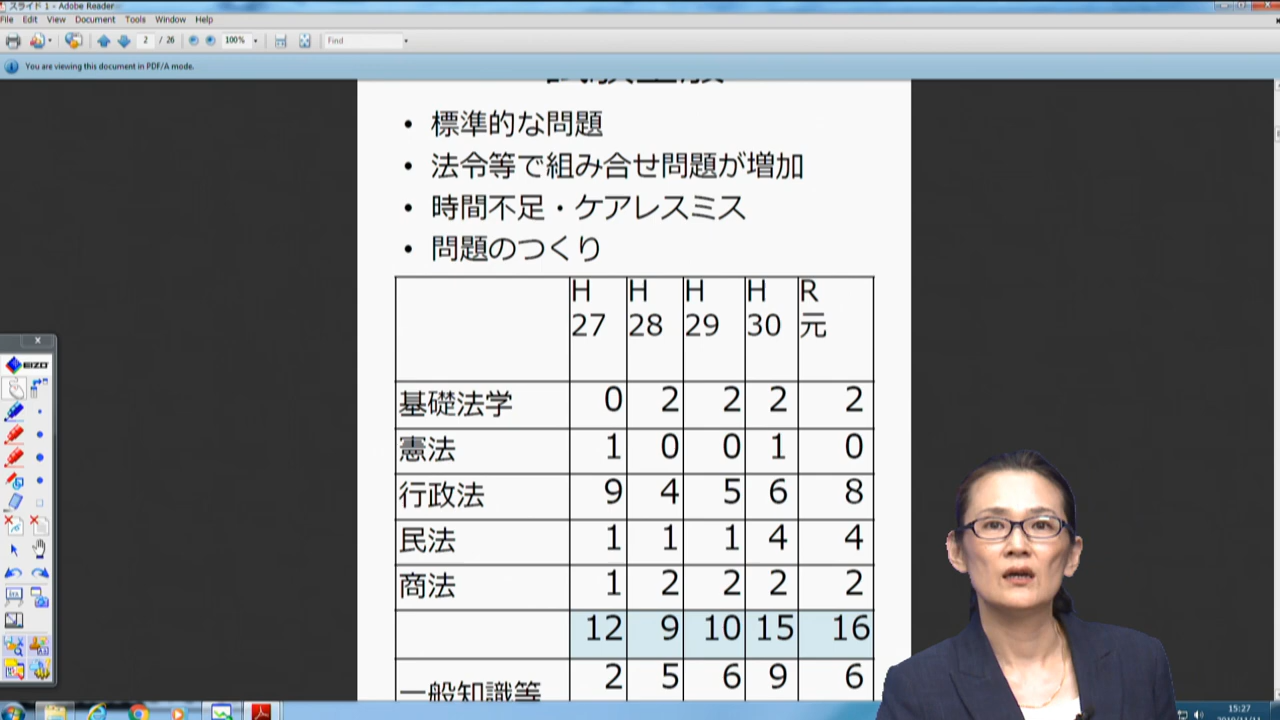 スライド 1 - Adobe Reader
File Edit View Document Tools Window Help
2 / 26 100% Find
You are viewing this document in PDF/A mode.
• 標準的な問題
• 法令等で組み合せ問題が増加
• 時間不足・ケアレスミス
• 問題のつくり
H 27 H 28 H 29 H 30 R 元
基礎法学 0 2 2 2 2
憲法 1 0 0 1 0
行政法 9 4 5 6 8
民法 1 1 1 4 4
商法 1 2 2 2 2
12 9 10 15 16
一般知識等 2 5 6 9 6
EIZO
15:27